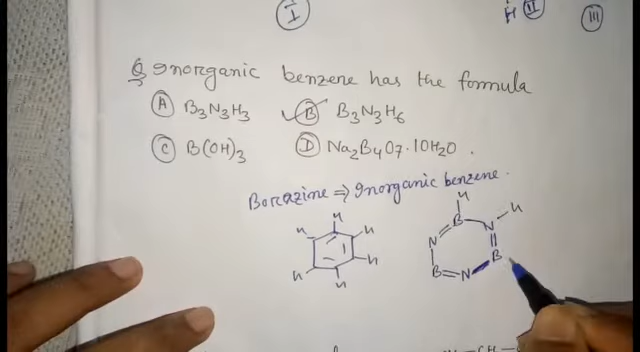 I
H II III
Q Inorganic benzene has the formula
A B3N3H3 B B3N3H6
C B(OH)3 D Na2B4O7.10H2O.
Borazine => Inorganic benzene.
H H
H H B N H
H H N B
H B=N